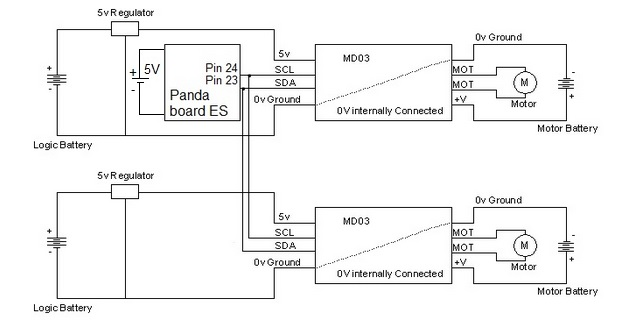 5v Regulator
0v Ground
5v
MD03
5V
Pin 24
SCL
MOT
M
Pin 23
SDA
MOT
Motor
Panda
board ES
0v Ground
0V internally Connected
+V
Motor Battery
Logic Battery
5v Regulator
0v Ground
5v
MD03
SCL
MOT
M
SDA
MOT
Motor
0v Ground
0V internally Connected
+V
Motor Battery
Logic Battery